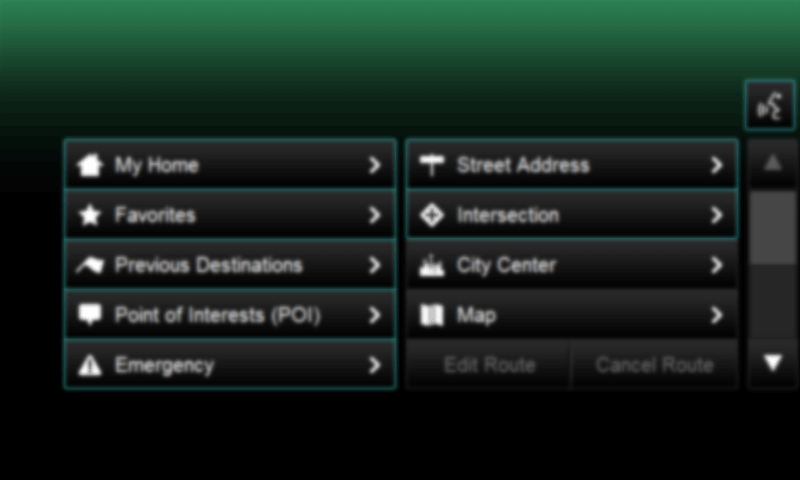 My Home
Favorites
Previous Destinations
Point of Interests (POI)
Emergency
Street Address
Intersection
City Center
Map
Edit Route
Cancel Route